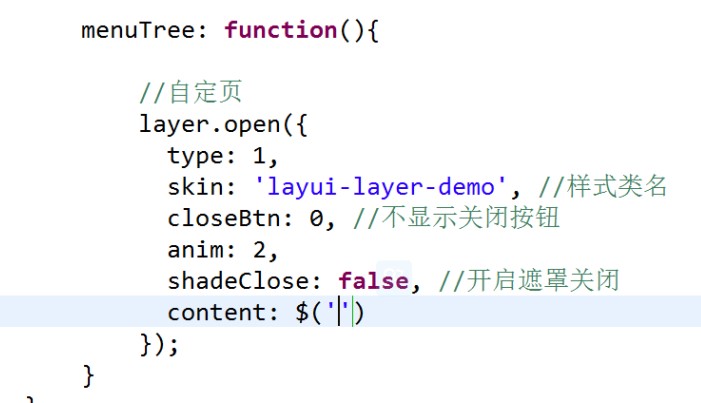 menuTree: function(){
//自定页
layer.open({
type: 1,
skin: 'layui-layer-demo', //样式类名
closeBtn: 0, //不显示关闭按钮
anim: 2,
shadeClose: false, //开启遮罩关闭
content: $('')
});
}